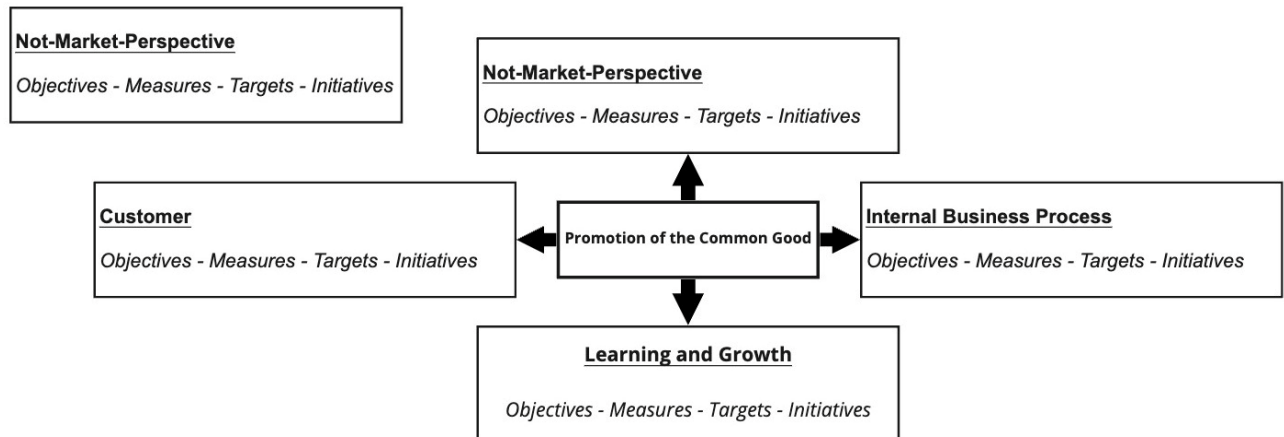 Not-Market-Perspective
Objectives - Measures - Targets - Initiatives
Not-Market-Perspective
Objectives - Measures - Targets - Initiatives
Customer
Objectives - Measures - Targets - Initiatives
Promotion of the Common Good
Internal Business Process
Objectives - Measures - Targets - Initiatives
Learning and Growth
Objectives - Measures - Targets - Initiatives